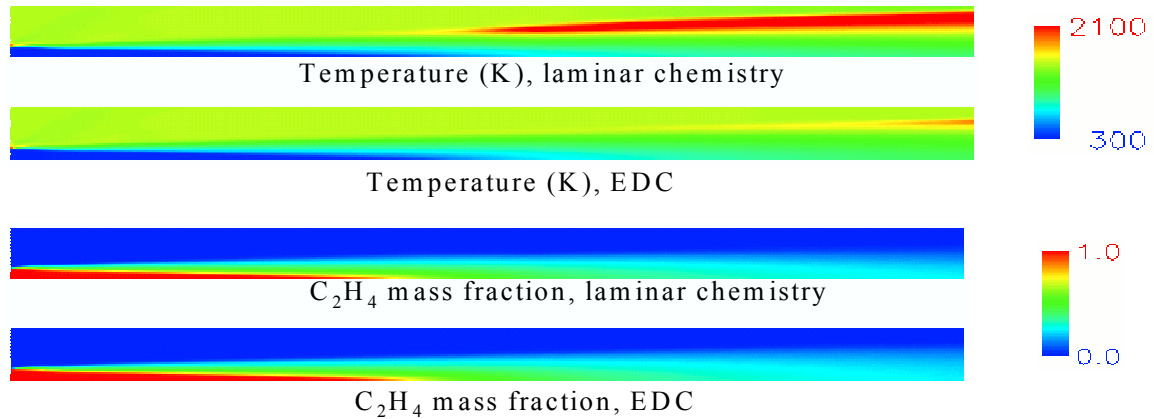 2100
Temperature (K), laminar chemistry
300
Temperature (K), EDC
1.0
C₂H₄ mass fraction, laminar chemistry
0.0
C₂H₄ mass fraction, EDC